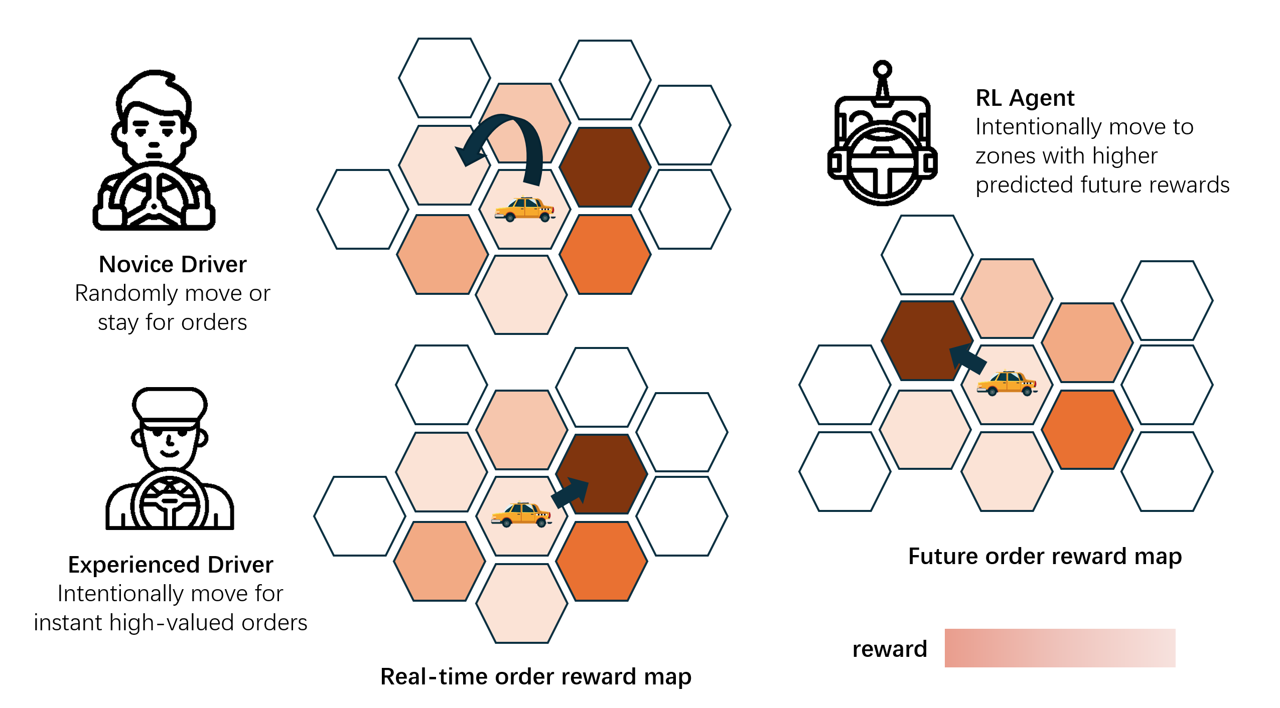 Novice Driver
Randomly move or
stay for orders
Experienced Driver
Intentionally move for
instant high-valued orders
Real-time order reward map
RL Agent
Intentionally move to
zones with higher
predicted future rewards
Future order reward map
reward